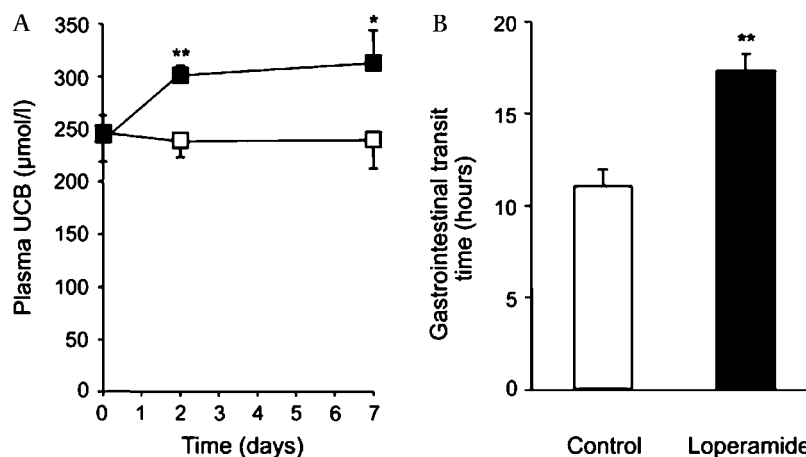 A
Plasma UCB (µmol/l)
350
300
250
200
150
100
50
0
**
*
0 1 2 3 4 5 6 7
Time (days)
B
Gastrointestinal transit
time (hours)
20
15
10
5
0
**
Control Loperamide